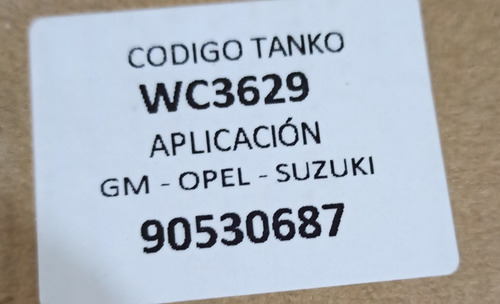 CODIGO TANKO
WC3629
APLICACIÓN
GM - OPEL - SUZUKI
90530687